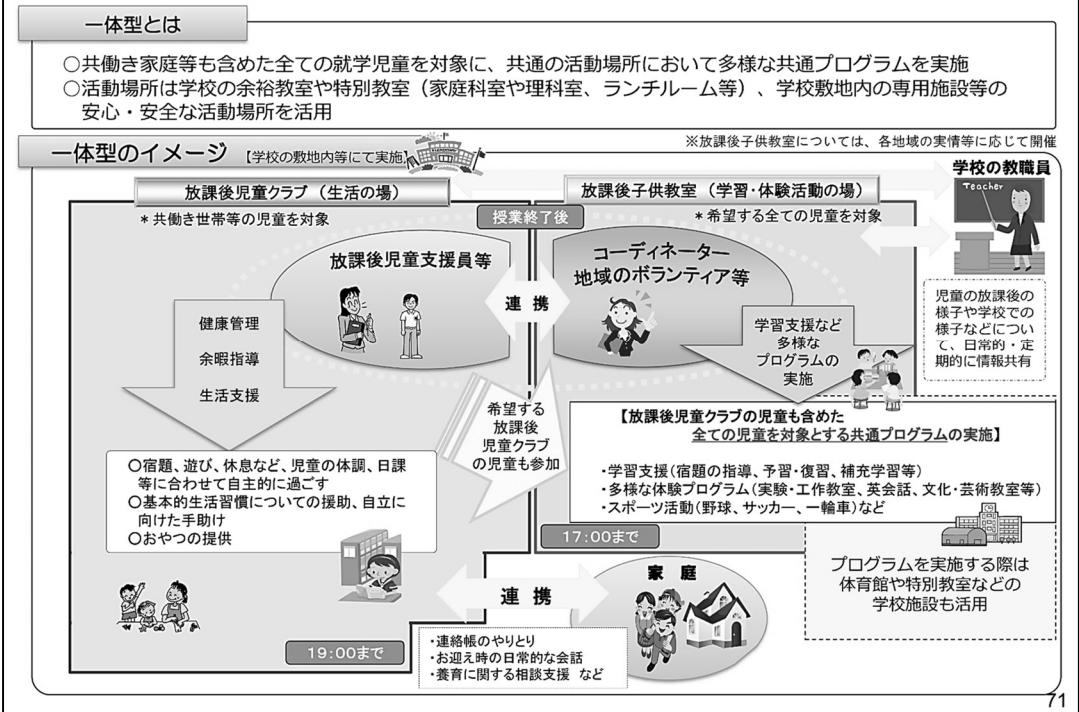 一体型とは
○共働き家庭等も含めた全ての就学児童を対象に、共通の活動場所において多様な共通プログラムを実施
○活動場所は学校の余裕教室や特別教室（家庭科室や理科室、ランチルーム等）、学校敷地内の専用施設等の
安心・安全な活動場所を活用
一体型のイメージ 【学校の敷地内等にて実施】
※放課後子供教室については、各地域の実情等に応じて開催
学校の教職員
Teacher
放課後児童クラブ（生活の場）
＊共働き世帯等の児童を対象
授業終了後
放課後子供教室（学習・体験活動の場）
＊希望する全ての児童を対象
放課後児童支援員等
連 携
コーディネーター
地域のボランティア等
児童の放課後の
様子や学校での
様子などについ
て、日常的・定
期的に情報共有
健康管理
余暇指導
生活支援
学習支援など
多様な
プログラムの
実施
希望する
放課後
児童クラブ
の児童も参加
【放課後児童クラブの児童も含めた
全ての児童を対象とする共通プログラムの実施】
・学習支援（宿題の指導、予習・復習、補充学習等）
・多様な体験プログラム（実験・工作教室、英会話、文化・芸術教室等）
・スポーツ活動（野球、サッカー、一輪車）など
17:00まで
○宿題、遊び、休息など、児童の体調、日課
等に合わせて自主的に過ごす
○基本的生活習慣についての援助、自立に
向けた手助け
○おやつの提供
プログラムを実施する際は
体育館や特別教室などの
学校施設も活用
連 携
家 庭
19:00まで
・連絡帳のやりとり
・お迎え時の日常的な会話
・養育に関する相談支援 など
71